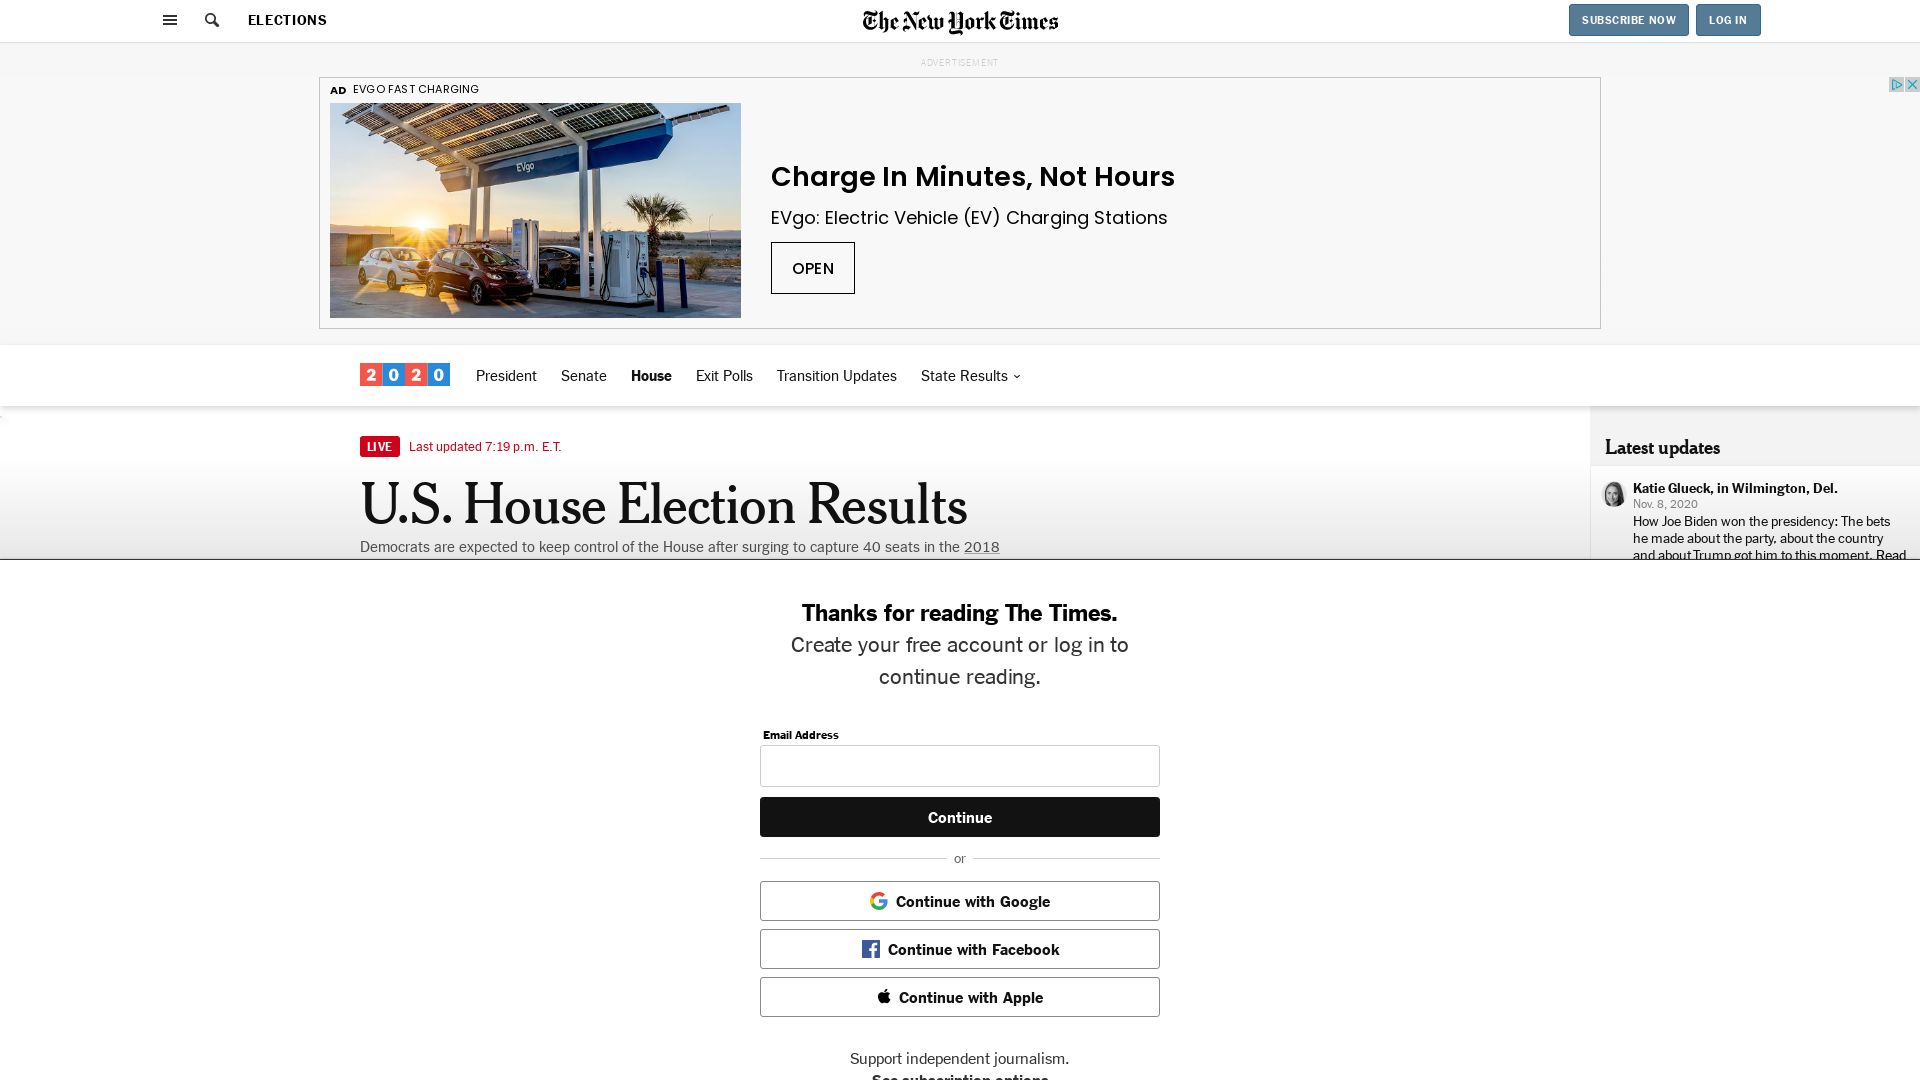 ELECTIONS
The New York Times
SUBSCRIBE NOW
LOG IN
ADVERTISEMENT
AD EVGO FAST CHARGING
EVgo
Charge In Minutes, Not Hours
EVgo: Electric Vehicle (EV) Charging Stations
OPEN
2020
President
Senate
House
Exit Polls
Transition Updates
State Results
LIVE Last updated 7:19 p.m. E.T.
U.S. House Election Results
Democrats are expected to keep control of the House after surging to capture 40 seats in the 2018
Latest updates
Katie Glueck, in Wilmington, Del.
Nov. 8, 2020
How Joe Biden won the presidency: The bets
he made about the party, about the country
and about Trump got him to this moment. Read
Thanks for reading The Times.
Create your free account or log in to
continue reading.
Email Address
Continue
or
Continue with Google
Continue with Facebook
Continue with Apple
Support independent journalism.
See subscription options